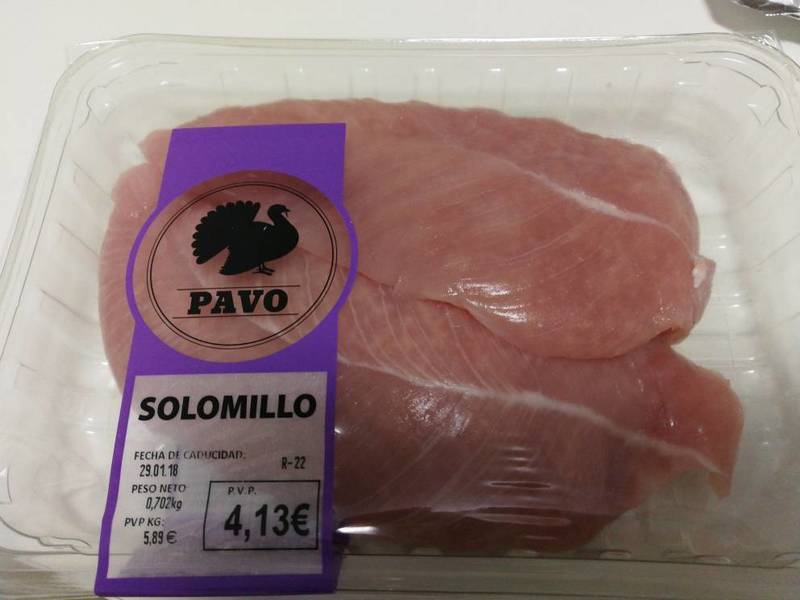 PAVO
SOLOMILLO
FECHA DE CADUCIDAD:
29.01.18
R-22
PESO NETO
0,702kg
P.V.P.
4,13€
PVP KG:
5,89 €